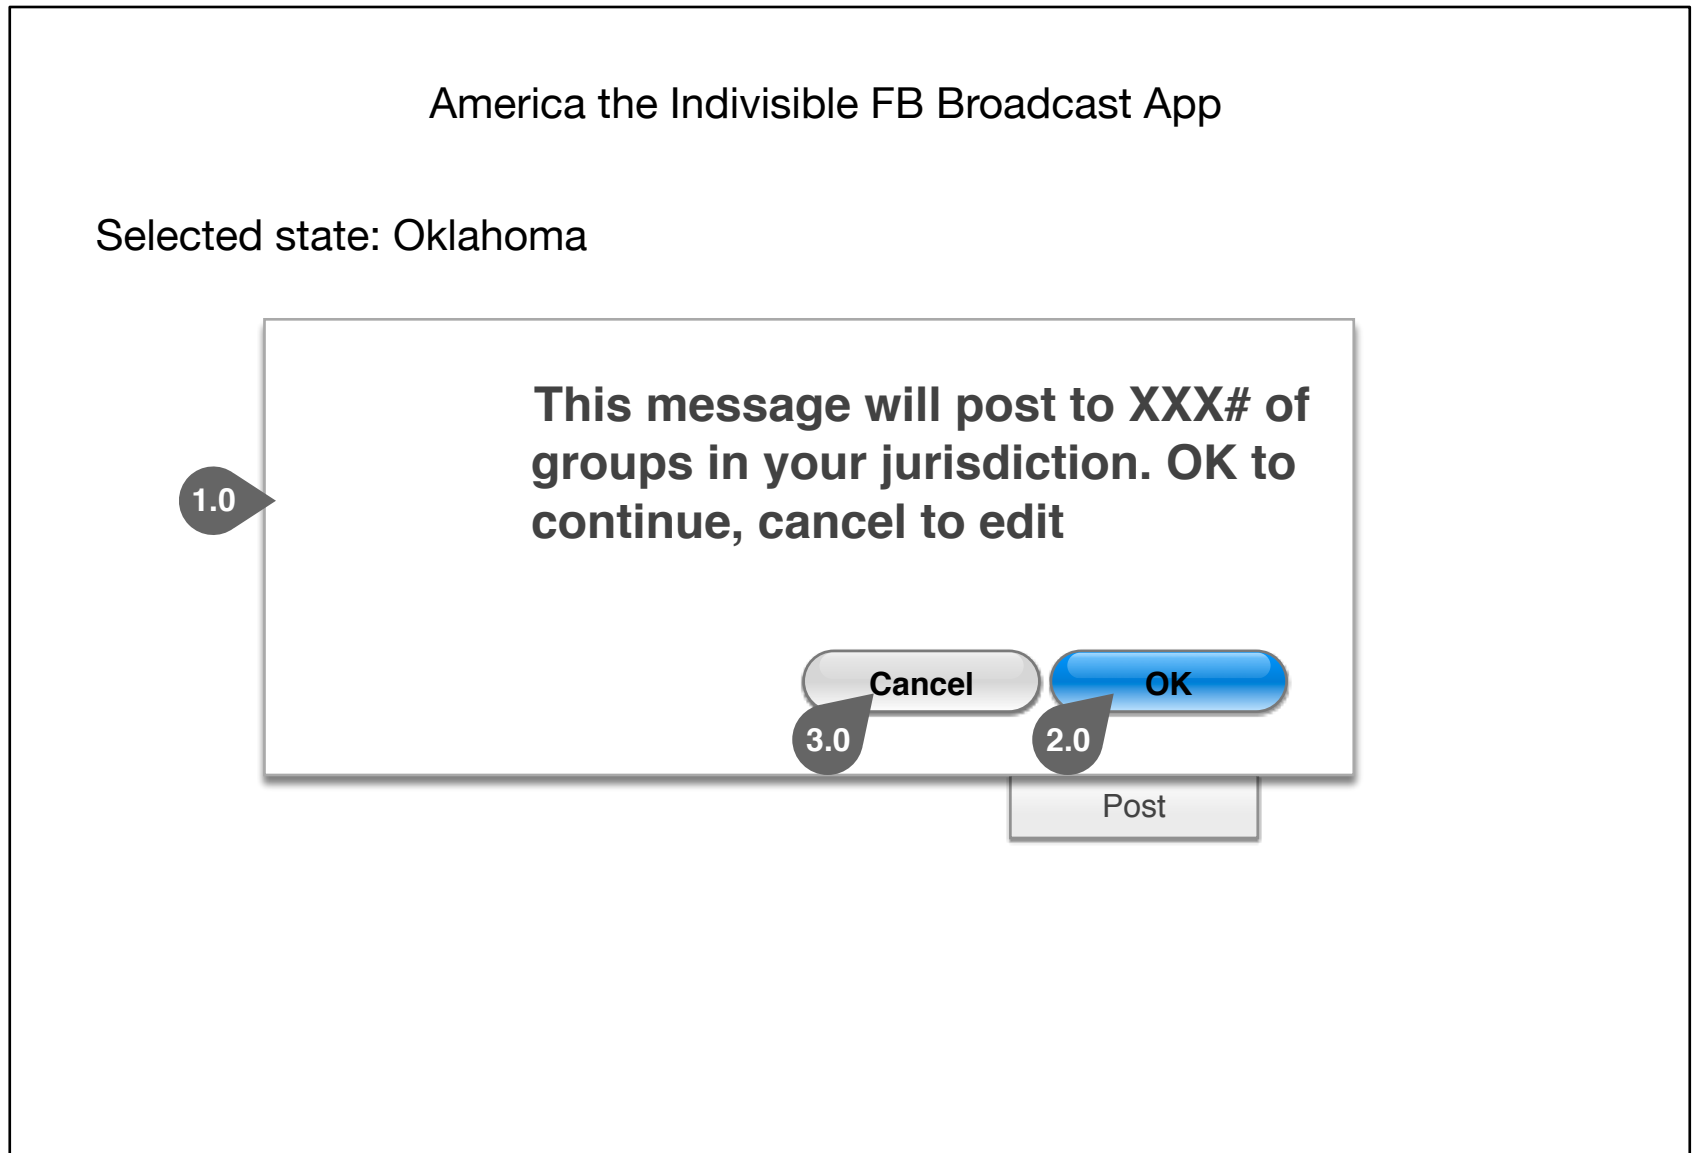 America the Indivisible FB Broadcast App
Selected state: Oklahoma
This message will post to XXX# of
groups in your jurisdiction. OK to
continue, cancel to edit
1.0
Cancel
OK
3.0
2.0
Post